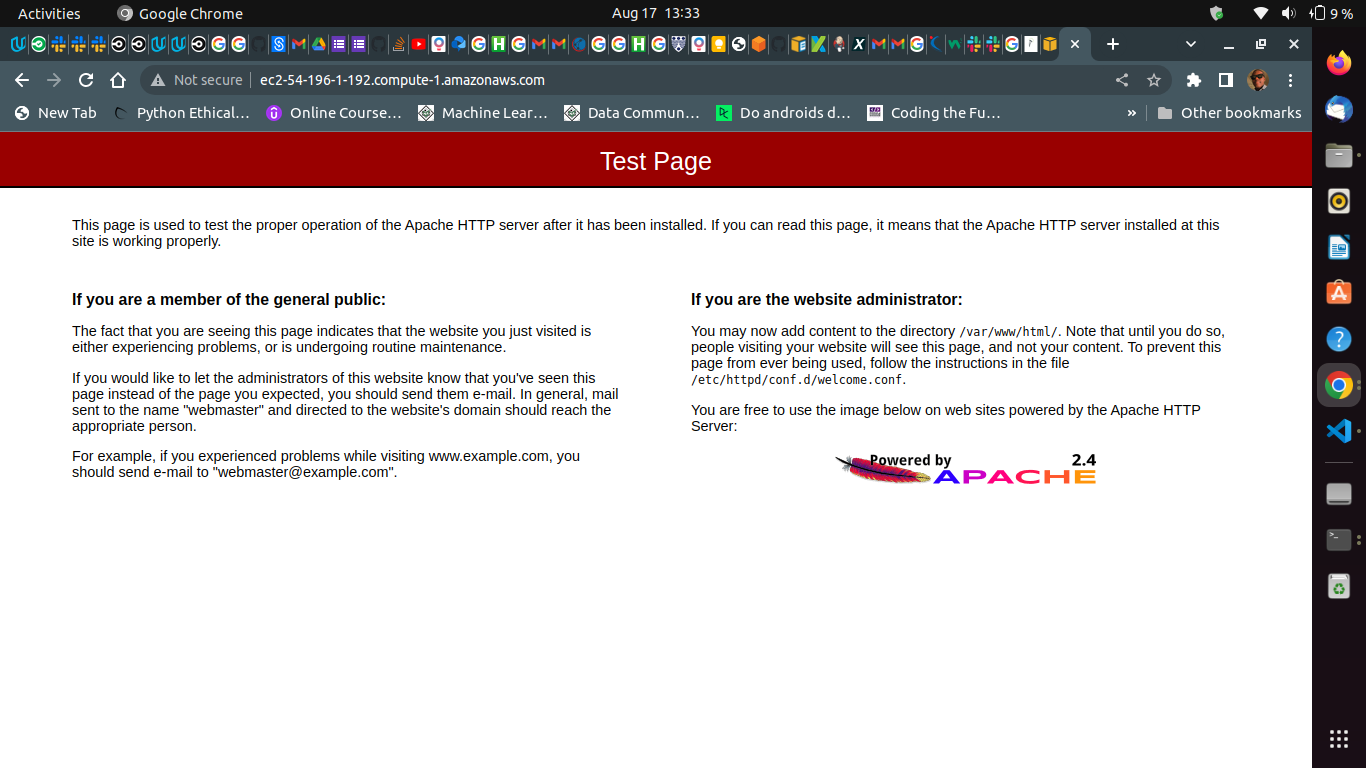 Activities
Google Chrome
Aug 17 13:33
9 %
Not secure
ec2-54-196-1-192.compute-1.amazonaws.com
New Tab
Python Ethical…
Online Course…
Machine Lear…
Data Commun…
Do androids d…
Coding the Fu…
»
Other bookmarks
Test Page
This page is used to test the proper operation of the Apache HTTP server after it has been installed. If you can read this page, it means that the Apache HTTP server installed at this
site is working properly.
If you are a member of the general public:
The fact that you are seeing this page indicates that the website you just visited is
either experiencing problems, or is undergoing routine maintenance.
If you would like to let the administrators of this website know that you've seen this
page instead of the page you expected, you should send them e-mail. In general, mail
sent to the name "webmaster" and directed to the website's domain should reach the
appropriate person.
For example, if you experienced problems while visiting www.example.com, you
should send e-mail to "webmaster@example.com".
If you are the website administrator:
You may now add content to the directory /var/www/html/. Note that until you do so,
people visiting your website will see this page, and not your content. To prevent this
page from ever being used, follow the instructions in the file
/etc/httpd/conf.d/welcome.conf.
You are free to use the image below on web sites powered by the Apache HTTP
Server:
Powered by
2.4
APACHE